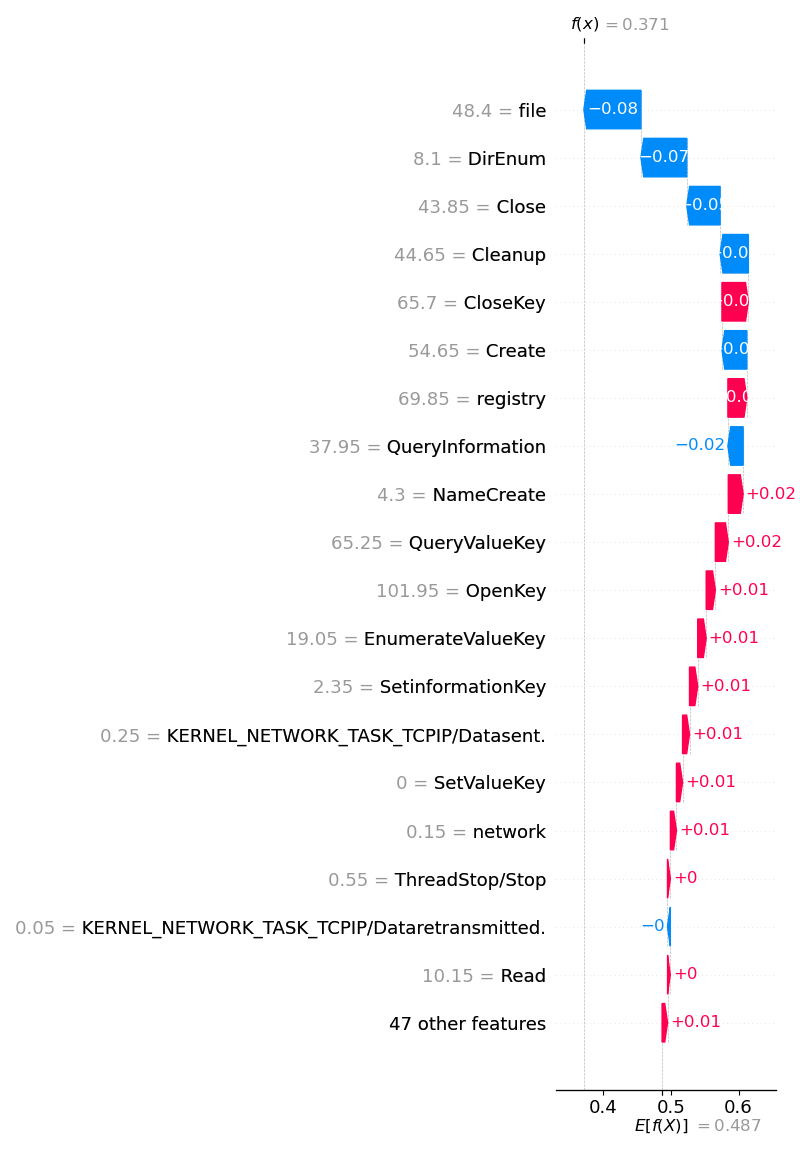 f(x) = 0.371
48.4 = file −0.08
8.1 = DirEnum −0.07
43.85 = Close
44.65 = Cleanup
65.7 = CloseKey
54.65 = Create
69.85 = registry
37.95 = QueryInformation −0.02
4.3 = NameCreate +0.02
65.25 = QueryValueKey +0.02
101.95 = OpenKey +0.01
19.05 = EnumerateValueKey +0.01
2.35 = SetinformationKey +0.01
0.25 = KERNEL_NETWORK_TASK_TCPIP/Datasent. +0.01
0 = SetValueKey +0.01
0.15 = network +0.01
0.55 = ThreadStop/Stop +0
0.05 = KERNEL_NETWORK_TASK_TCPIP/Dataretransmitted. −0
10.15 = Read +0
47 other features +0.01
0.4 0.5 0.6
E[f(X)] = 0.487